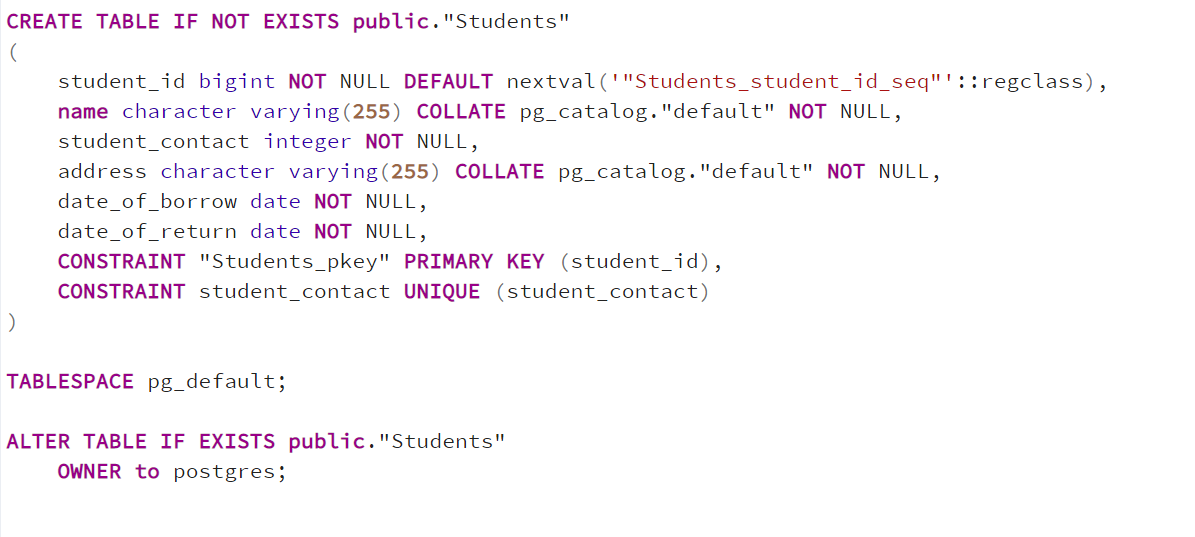 CREATE TABLE IF NOT EXISTS public."Students"
(
    student_id bigint NOT NULL DEFAULT nextval('"Students_student_id_seq"'::regclass),
    name character varying(255) COLLATE pg_catalog."default" NOT NULL,
    student_contact integer NOT NULL,
    address character varying(255) COLLATE pg_catalog."default" NOT NULL,
    date_of_borrow date NOT NULL,
    date_of_return date NOT NULL,
    CONSTRAINT "Students_pkey" PRIMARY KEY (student_id),
    CONSTRAINT student_contact UNIQUE (student_contact)
)
TABLESPACE pg_default;
ALTER TABLE IF EXISTS public."Students"
    OWNER to postgres;